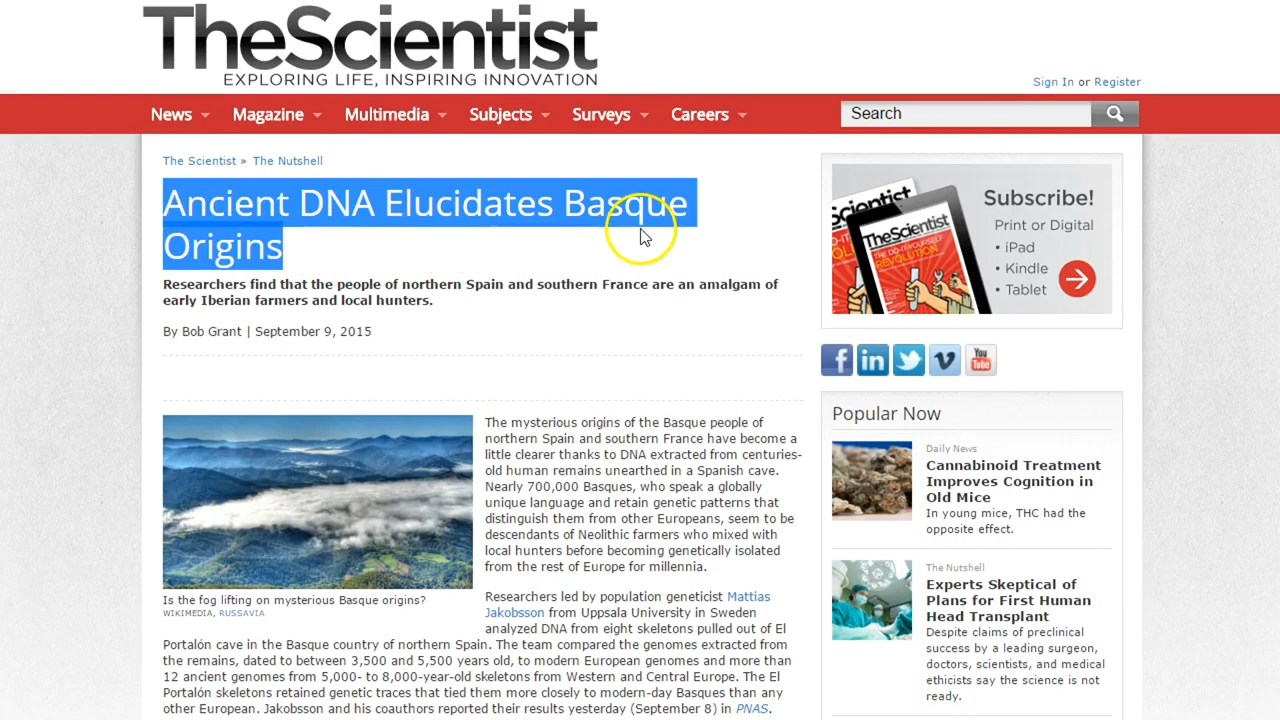 TheScientist
EXPLORING LIFE, INSPIRING INNOVATION
Sign In or Register
News
Magazine
Multimedia
Subjects
Surveys
Careers
Search
The Scientist » The Nutshell
Ancient DNA Elucidates Basque
Origins
Researchers find that the people of northern Spain and southern France are an amalgam of
early Iberian farmers and local hunters.
By Bob Grant | September 9, 2015
Is the fog lifting on mysterious Basque origins?
WIKIMEDIA, RUSSAVIA
The mysterious origins of the Basque people of
northern Spain and southern France have become a
little clearer thanks to DNA extracted from centuries-
old human remains unearthed in a Spanish cave.
Nearly 700,000 Basques, who speak a globally
unique language and retain genetic patterns that
distinguish them from other Europeans, seem to be
descendants of Neolithic farmers who mixed with
local hunters before becoming genetically isolated
from the rest of Europe for millennia.
Researchers led by population geneticist Mattias
Jakobsson from Uppsala University in Sweden
analyzed DNA from eight skeletons pulled out of El
Portalón cave in the Basque country of northern Spain. The team compared the genomes extracted from
the remains, dated to between 3,500 and 5,500 years old, to modern European genomes and more than
12 ancient genomes from 5,000- to 8,000-year-old skeletons from Western and Central Europe. The El
Portalón skeletons retained genetic traces that tied them more closely to modern-day Basques than any
other European. Jakobsson and his coauthors reported their results yesterday (September 8) in PNAS.
TheScientist
Subscribe!
Print or Digital
• iPad
• Kindle
• Tablet
You
Tube
Popular Now
Daily News
Cannabinoid Treatment
Improves Cognition in
Old Mice
In young mice, THC had the
opposite effect.
The Nutshell
Experts Skeptical of
Plans for First Human
Head Transplant
Despite claims of preclinical
success by a leading surgeon,
doctors, scientists, and medical
ethicists say the science is not
ready.